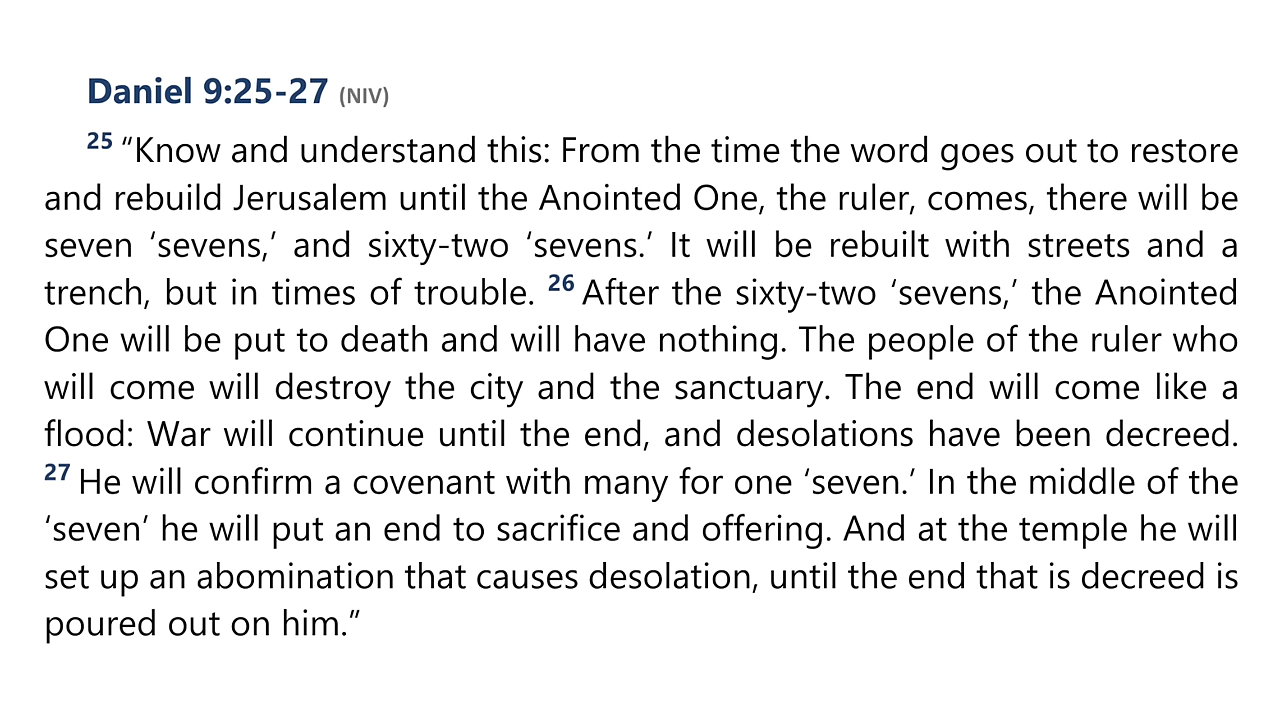 Daniel 9:25-27 (NIV)
25 “Know and understand this: From the time the word goes out to restore
and rebuild Jerusalem until the Anointed One, the ruler, comes, there will be
seven ‘sevens,’ and sixty-two ‘sevens.’ It will be rebuilt with streets and a
trench, but in times of trouble. 26 After the sixty-two ‘sevens,’ the Anointed
One will be put to death and will have nothing. The people of the ruler who
will come will destroy the city and the sanctuary. The end will come like a
flood: War will continue until the end, and desolations have been decreed.
27 He will confirm a covenant with many for one ‘seven.’ In the middle of the
‘seven’ he will put an end to sacrifice and offering. And at the temple he will
set up an abomination that causes desolation, until the end that is decreed is
poured out on him.”